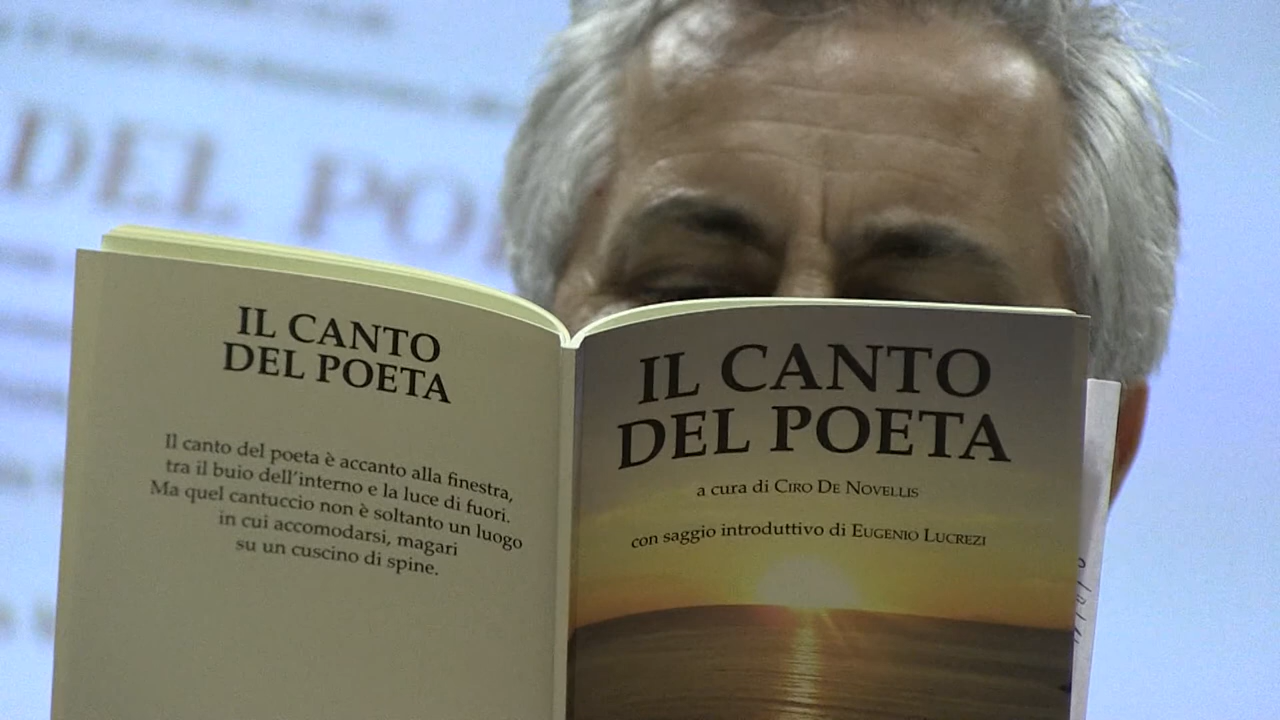 DEL PO
IL CANTO
DEL POETA
Il canto del poeta è accanto alla finestra,
tra il buio dell'interno e la luce di fuori.
Ma quel cantuccio non è soltanto un luogo
in cui accomodarsi, magari
su un cuscino di spine.
IL CANTO
DEL POETA
a cura di CIRO DE NOVELLIS
con saggio introduttivo di EUGENIO LUCREZI